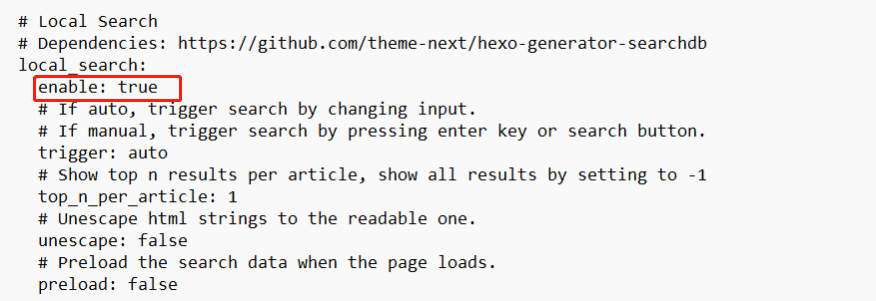 # Local Search
# Dependencies: https://github.com/theme-next/hexo-generator-searchdb
local_search:
  enable: true
  # If auto, trigger search by changing input.
  # If manual, trigger search by pressing enter key or search button.
  trigger: auto
  # Show top n results per article, show all results by setting to -1
  top_n_per_article: 1
  # Unescape html strings to the readable one.
  unescape: false
  # Preload the search data when the page loads.
  preload: false